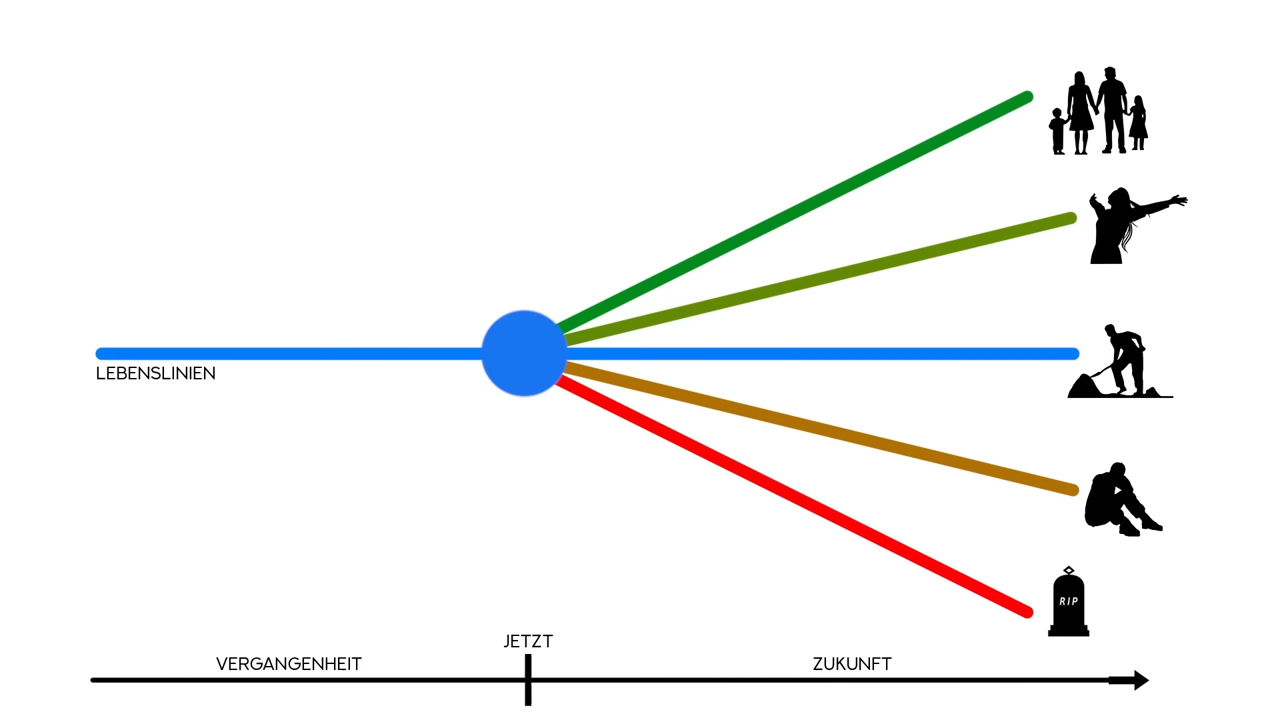 LEBENSLINIEN
RIP
JETZT
VERGANGENHEIT
ZUKUNFT